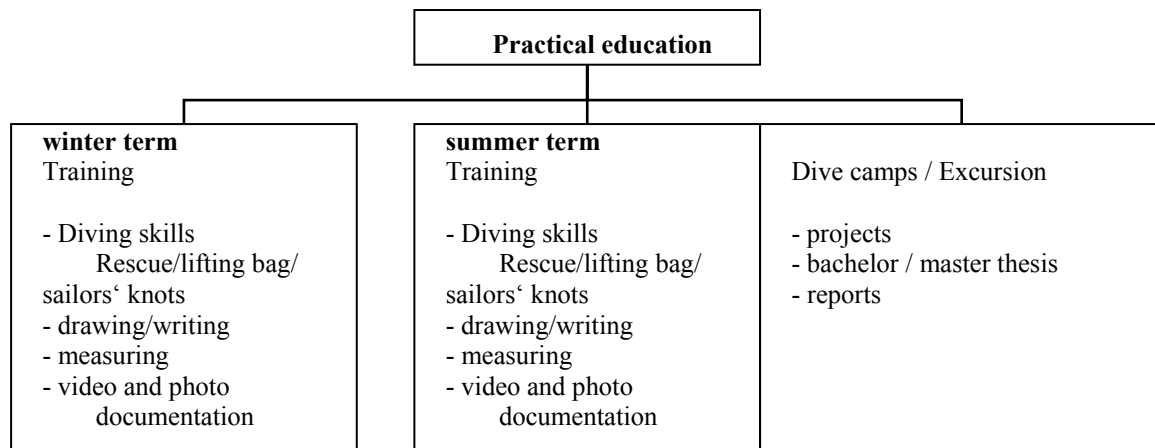 Practical education
winter term
Training
- Diving skills
Rescue/lifting bag/
sailors‘ knots
- drawing/writing
- measuring
- video and photo
documentation
summer term
Training
- Diving skills
Rescue/lifting bag/
sailors‘ knots
- drawing/writing
- measuring
- video and photo
documentation
Dive camps / Excursion
- projects
- bachelor / master thesis
- reports